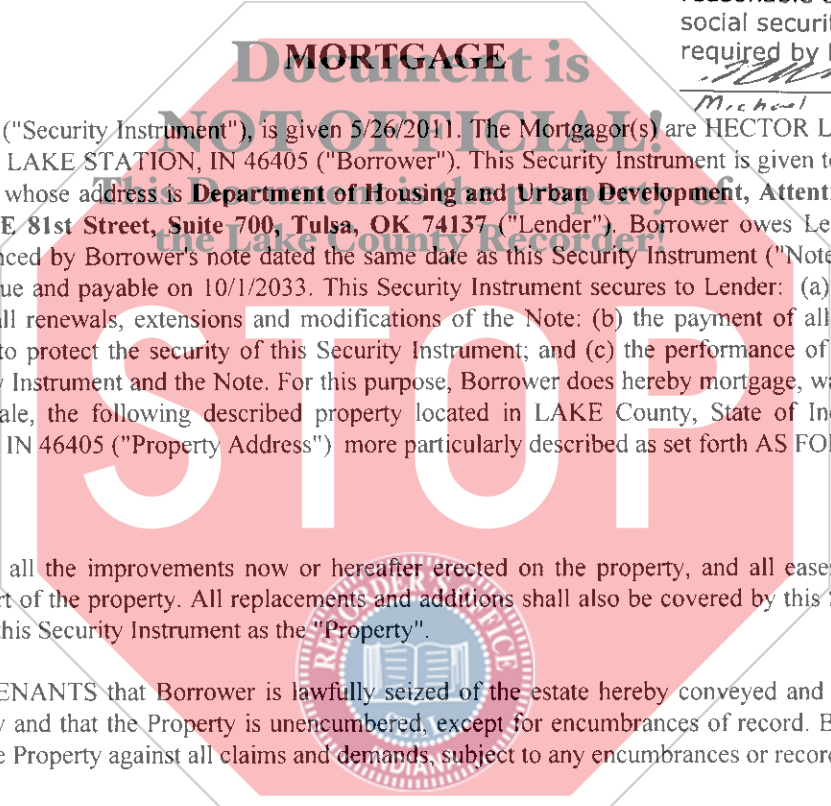 social securit
required by
MORTGAGE
Document is
Michael
("Security Instrument"), is given 5/26/2011. The Mortgagor(s) are HECTOR L
NOT OFFICIAL!
LAKE STATION, IN 46405 ("Borrower"). This Security Instrument is given to
whose address is Department of Housing and Urban Development, Attenti
This Document is the property of
E 81st Street, Suite 700, Tulsa, OK 74137 ("Lender"). Borrower owes Le
the Lake County Recorder!
nced by Borrower's note dated the same date as this Security Instrument ("Note
ue and payable on 10/1/2033. This Security Instrument secures to Lender: (a)
ll renewals, extensions and modifications of the Note: (b) the payment of all
to protect the security of this Security Instrument; and (c) the performance of
y Instrument and the Note. For this purpose, Borrower does hereby mortgage, wa
ale, the following described property located in LAKE County, State of In
IN 46405 ("Property Address") more particularly described as set forth AS FO
STOP
all the improvements now or hereafter erected on the property, and all ease
rt of the property. All replacements and additions shall also be covered by this S
this Security Instrument as the "Property".
RECORDER'S OFFICE
ENANTS that Borrower is lawfully seized of the estate hereby conveyed and
y and that the Property is unencumbered, except for encumbrances of record. B
e Property against all claims and demands, subject to any encumbrances or record
INDIANA